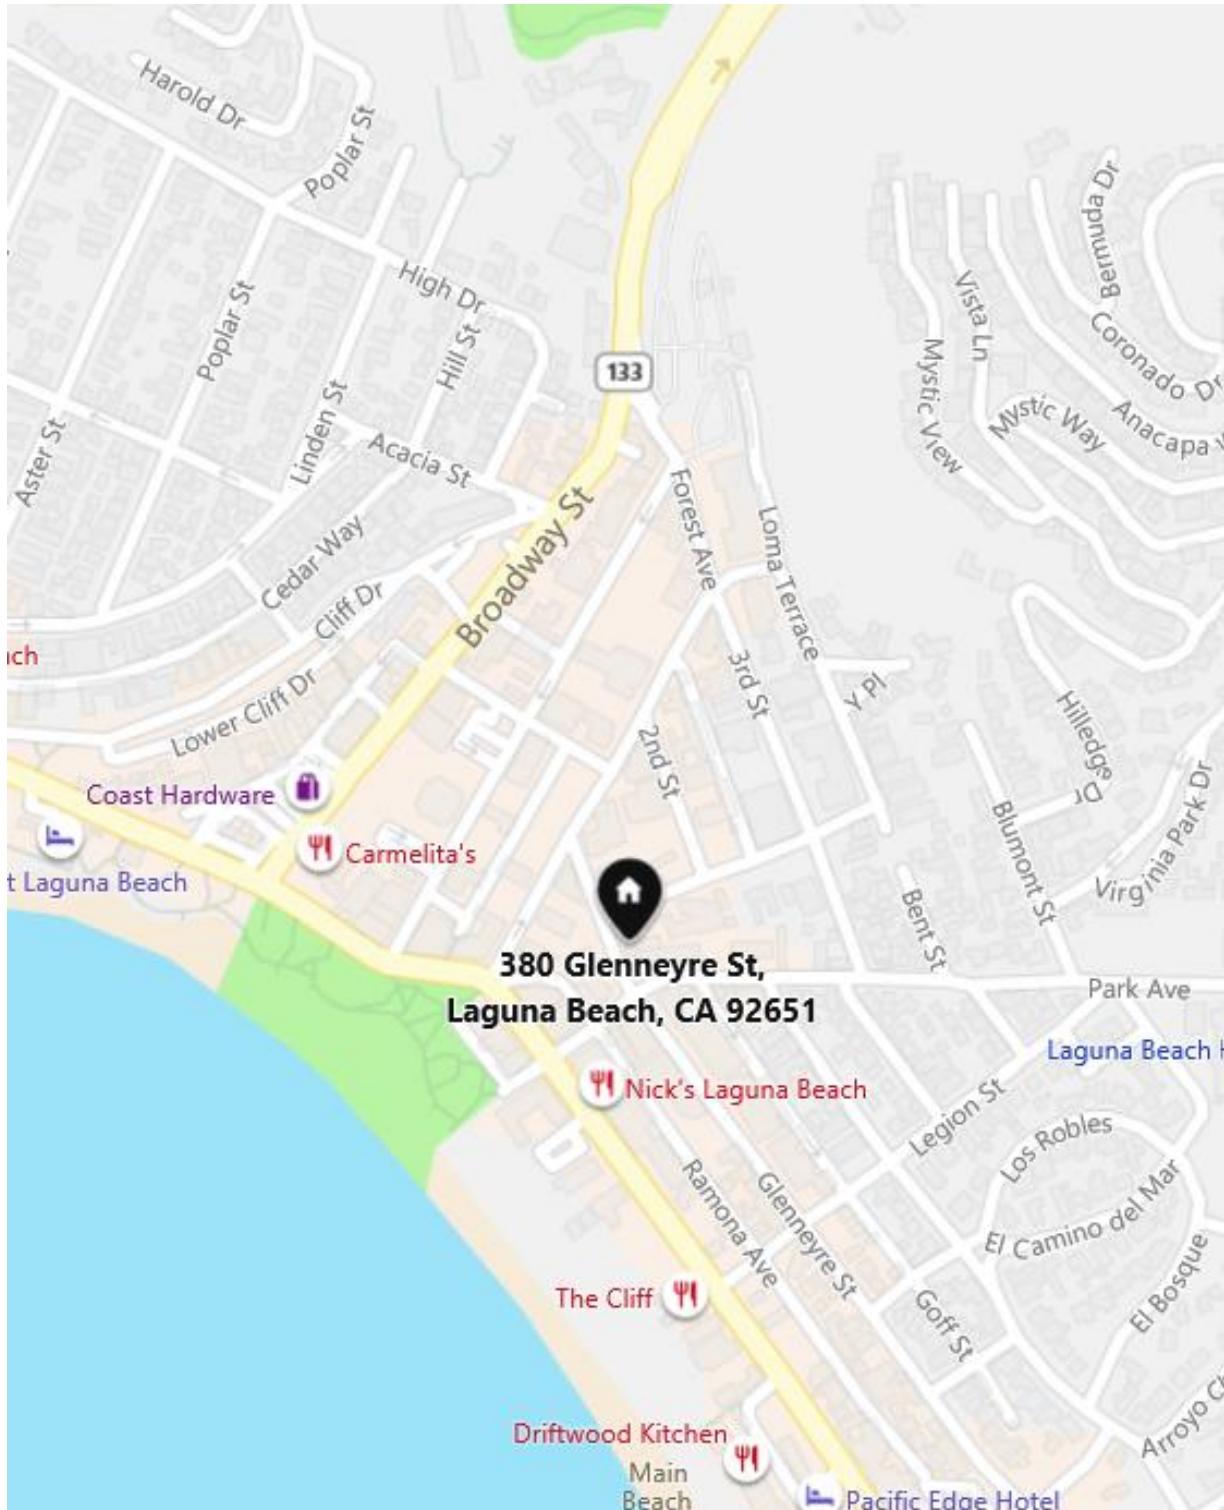 Harold Dr
Poplar St
High Dr
Poplar St
Hill St
133
Bermuda Dr
Vista Ln
Coronado Dr
Mystic View
Mystic Way
Anacapa
Aster St
Linden St
Acacia St
Forest Ave
Broadway St
Cedar Way
Loma Terrace
Cliff Dr
ch
3rd St
Y Pl
Lower Cliff Dr
2nd St
Hilledge Dr
Coast Hardware
Carmelita's
Blumont St
Virginia Park Dr
t Laguna Beach
Bent St
380 Glenneyre St,
Laguna Beach, CA 92651
Park Ave
Laguna Beach H
Nick's Laguna Beach
Legion St
Los Robles
Ramona Ave
Glenneyre St
El Camino del Mar
The Cliff
Goff St
El Bosque
Arroyo Ch
Driftwood Kitchen
Main
Beach
Pacific Edge Hotel